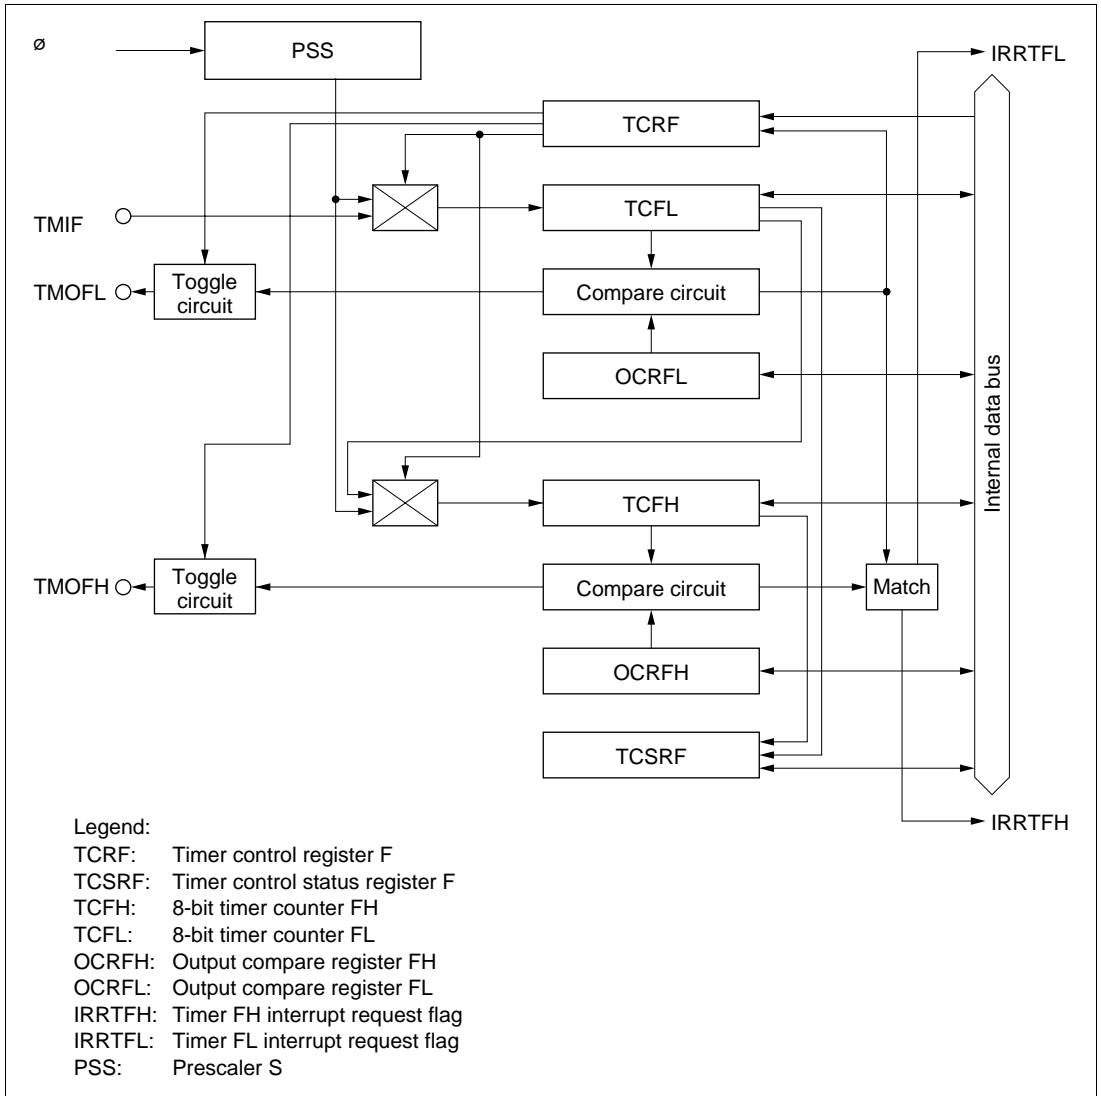 ø
PSS
IRRTFL
TCRF
TMIF
TCFL
TMOFL
Toggle
circuit
Compare circuit
OCRFL
Internal data bus
TCFH
TMOFH
Toggle
circuit
Compare circuit
Match
OCRFH
TCSRF
IRRTFH
Legend:
TCRF: Timer control register F
TCSRF: Timer control status register F
TCFH: 8-bit timer counter FH
TCFL: 8-bit timer counter FL
OCRFH: Output compare register FH
OCRFL: Output compare register FL
IRRTFH: Timer FH interrupt request flag
IRRTFL: Timer FL interrupt request flag
PSS: Prescaler S